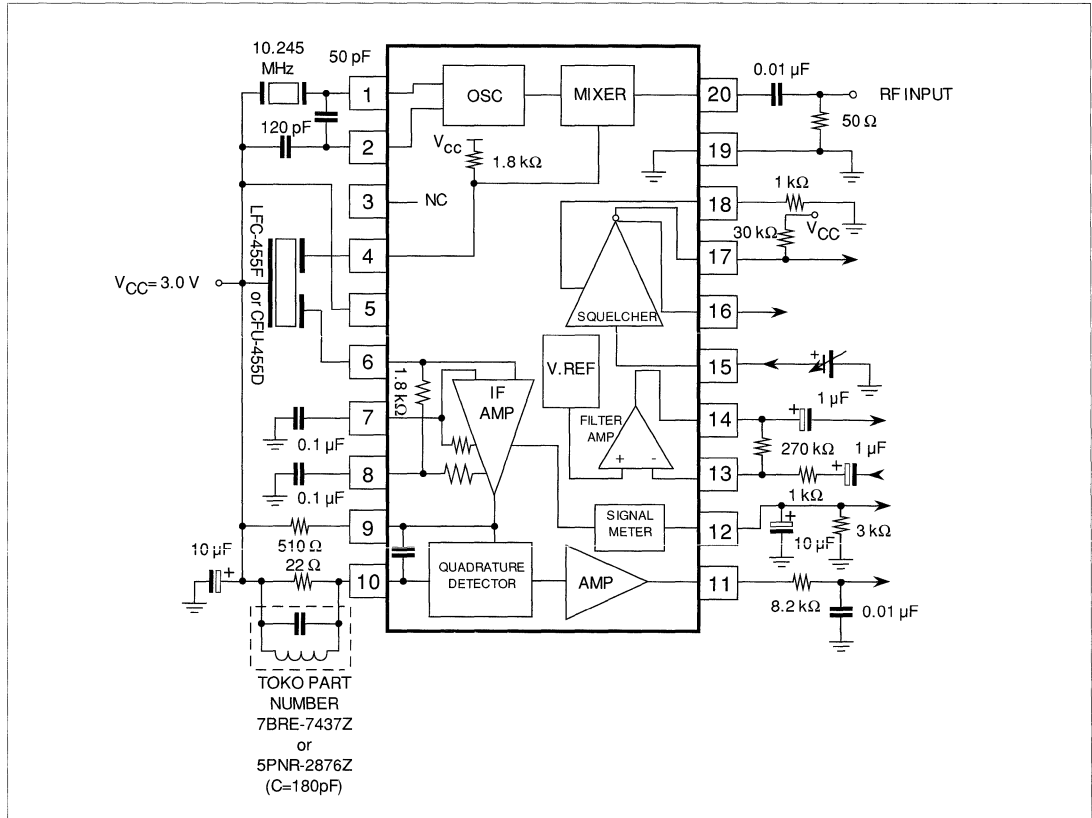 10.245
MHz
50 pF
120 pF
1
2
3
4
5
6
7
8
9
10
NC
OSC
MIXER
VCC
1.8 kΩ
LFC-455F or CFU-455D
VCC= 3.0 V
1.8 kΩ
IF
AMP
0.1 µF
0.1 µF
510 Ω
22 Ω
10 µF
QUADRATURE
DETECTOR
AMP
SIGNAL
METER
V.REF
FILTER
AMP
+ -
SQUELCHER
20
19
18
17
16
15
14
13
12
11
0.01 µF
RF INPUT
50 Ω
1 kΩ
30 kΩ
VCC
+
1 µF
+
270 kΩ
1 µF
+
1 kΩ
+
10 µF
3 kΩ
8.2 kΩ
0.01 µF
+
TOKO PART
NUMBER
7BRE-7437Z
or
5PNR-2876Z
(C=180pF)